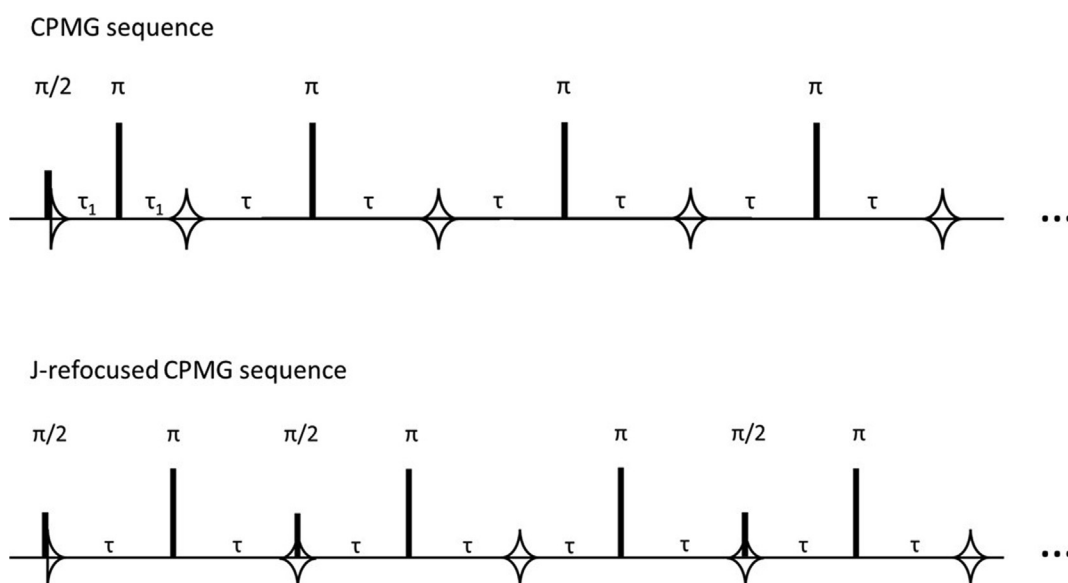 CPMG sequence
π/2 π π π π
τ₁ τ₁ τ τ τ τ τ τ
...
J-refocused CPMG sequence
π/2 π π/2 π π π/2 π
τ τ τ τ τ τ τ τ
...